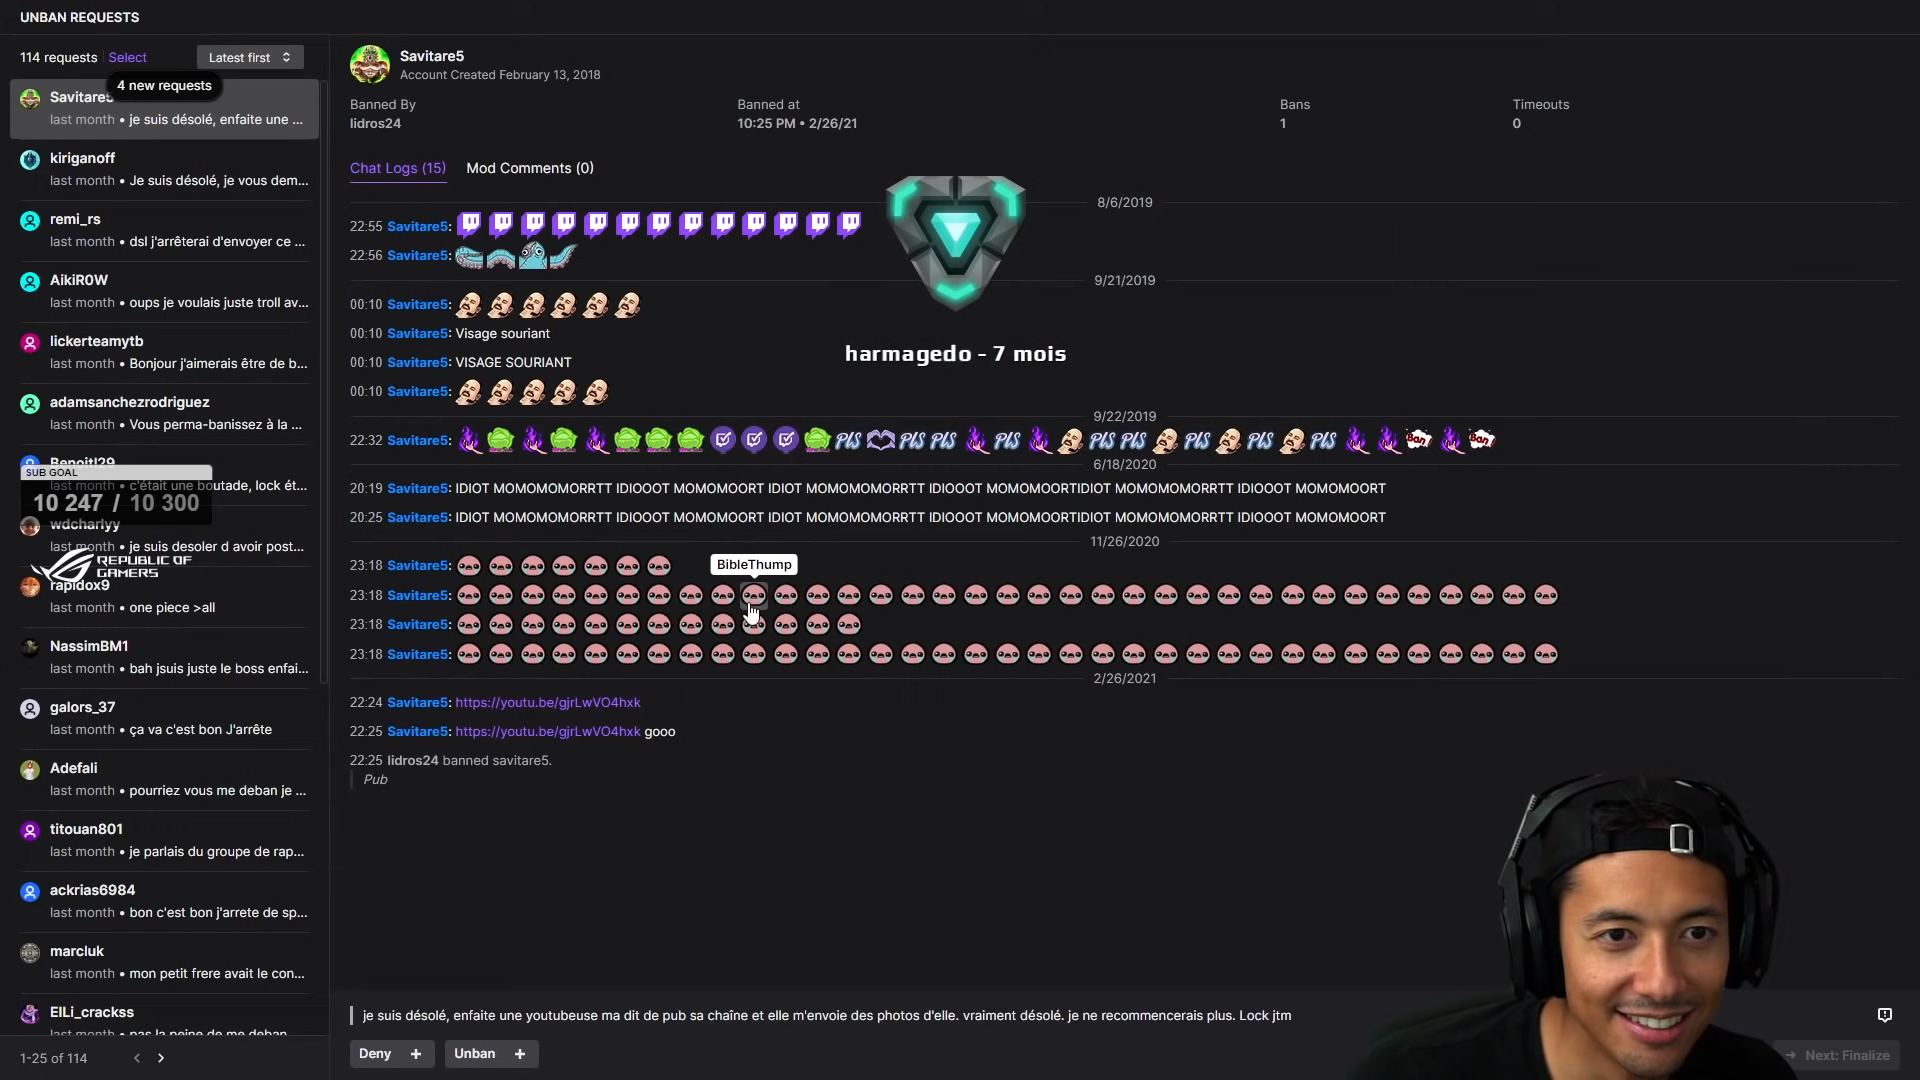 UNBAN REQUESTS
114 requests Select Latest first
4 new requests
Savitare5
last month • je suis désolé, enfaite une ...
kiriganoff
last month • Je suis désolé, je vous dem...
remi_rs
last month • dsl j'arrêterai d'envoyer ce ...
AikiR0W
last month • oups je voulais juste troll av...
lickerteamytb
last month • Bonjour j'aimerais être de b...
adamsanchezrodriguez
last month • Vous perma-banissez à la ...
SUB GOAL
last month • c'était une boutade, lock ét...
10 247 / 10 300
wdcharlyy
last month • je suis desoler d avoir post...
REPUBLIC OF
GAMERS
rapidox9
last month • one piece >all
NassimBM1
last month • bah jsuis juste le boss enfai...
galors_37
last month • ça va c'est bon J'arrête
Adefali
last month • pourriez vous me deban je ...
titouan801
last month • je parlais du groupe de rap...
ackrias6984
last month • bon c'est bon j'arrete de sp...
marcluk
last month • mon petit frere avait le con...
ElLi_crackss
1-25 of 114
Savitare5
Account Created February 13, 2018
Banned By Banned at Bans Timeouts
lidros24 10:25 PM • 2/26/21 1 0
Chat Logs (15) Mod Comments (0)
8/6/2019
22:55 Savitare5:
22:56 Savitare5:
9/21/2019
00:10 Savitare5:
00:10 Savitare5: Visage souriant
harmagedo - 7 mois
00:10 Savitare5: VISAGE SOURIANT
00:10 Savitare5:
9/22/2019
22:32 Savitare5: PLS PLS PLS PLS PLS PLS PLS PLS PLS Ban! Ban!
6/18/2020
20:19 Savitare5: IDIOT MOMOMOMORRTT IDIOOOT MOMOMOORT IDIOT MOMOMOMORRTT IDIOOOT MOMOMOORTIDIOT MOMOMOMORRTT IDIOOOT MOMOMOORT
20:25 Savitare5: IDIOT MOMOMOMORRTT IDIOOOT MOMOMOORT IDIOT MOMOMOMORRTT IDIOOOT MOMOMOORTIDIOT MOMOMOMORRTT IDIOOOT MOMOMOORT
11/26/2020
23:18 Savitare5:
BibleThump
23:18 Savitare5:
23:18 Savitare5:
23:18 Savitare5:
2/26/2021
22:24 Savitare5: https://youtu.be/gjrLwVO4hxk
22:25 Savitare5: https://youtu.be/gjrLwVO4hxk gooo
22:25 lidros24 banned savitare5.
Pub
je suis désolé, enfaite une youtubeuse ma dit de pub sa chaîne et elle m'envoie des photos d'elle. vraiment désolé. je ne recommencerais plus. Lock jtm
Deny + Unban +
Next: Finalize